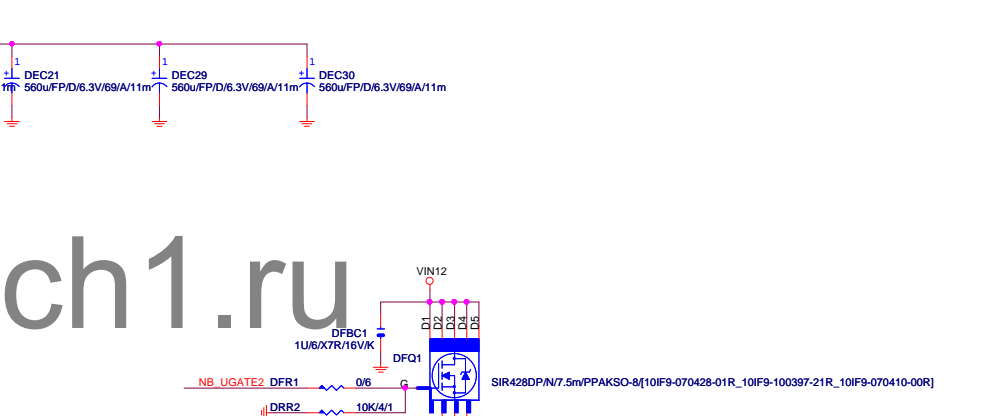 1 1 1
DEC21 DEC29 DEC30
1m 560u/FP/D/6.3V/69/A/11m 560u/FP/D/6.3V/69/A/11m 560u/FP/D/6.3V/69/A/11m
ch1.ru
VIN12
D1 D2 D3 D4 D5
DFBC1
1U/6/X7R/16V/K
DFQ1
NB_UGATE2 DFR1 0/6 G SIR428DP/N/7.5m/PPAKSO-8/[10IF9-070428-01R_10IF9-100397-21R_10IF9-070410-00R]
DRR2 10K/4/1